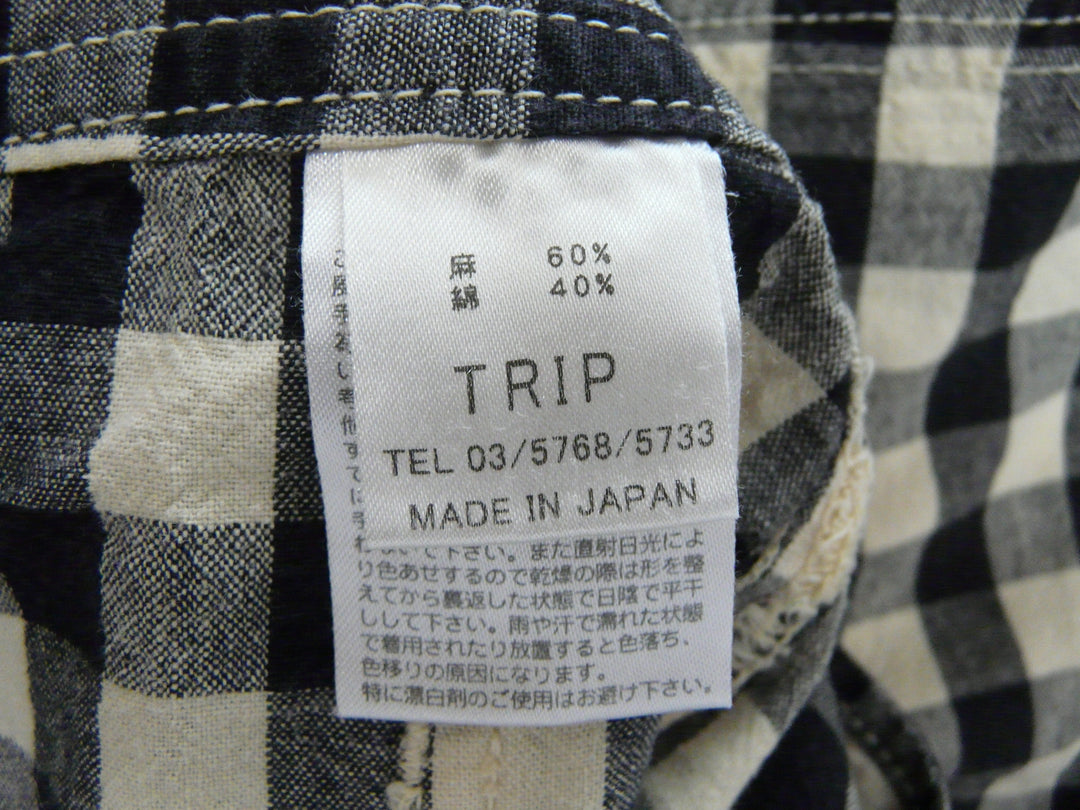 麻 60%
綿 40%
TRIP
TEL 03/5768/5733
MADE IN JAPAN
下さい。また直射日光によ
り色あせするので乾燥の際は形を整
えてから裏返した状態で日陰で平干
しして下さい。雨や汗で濡れた状態
で着用されたり放置すると色落ち、
色移りの原因になります。
特に漂白剤のご使用はお避け下さい。